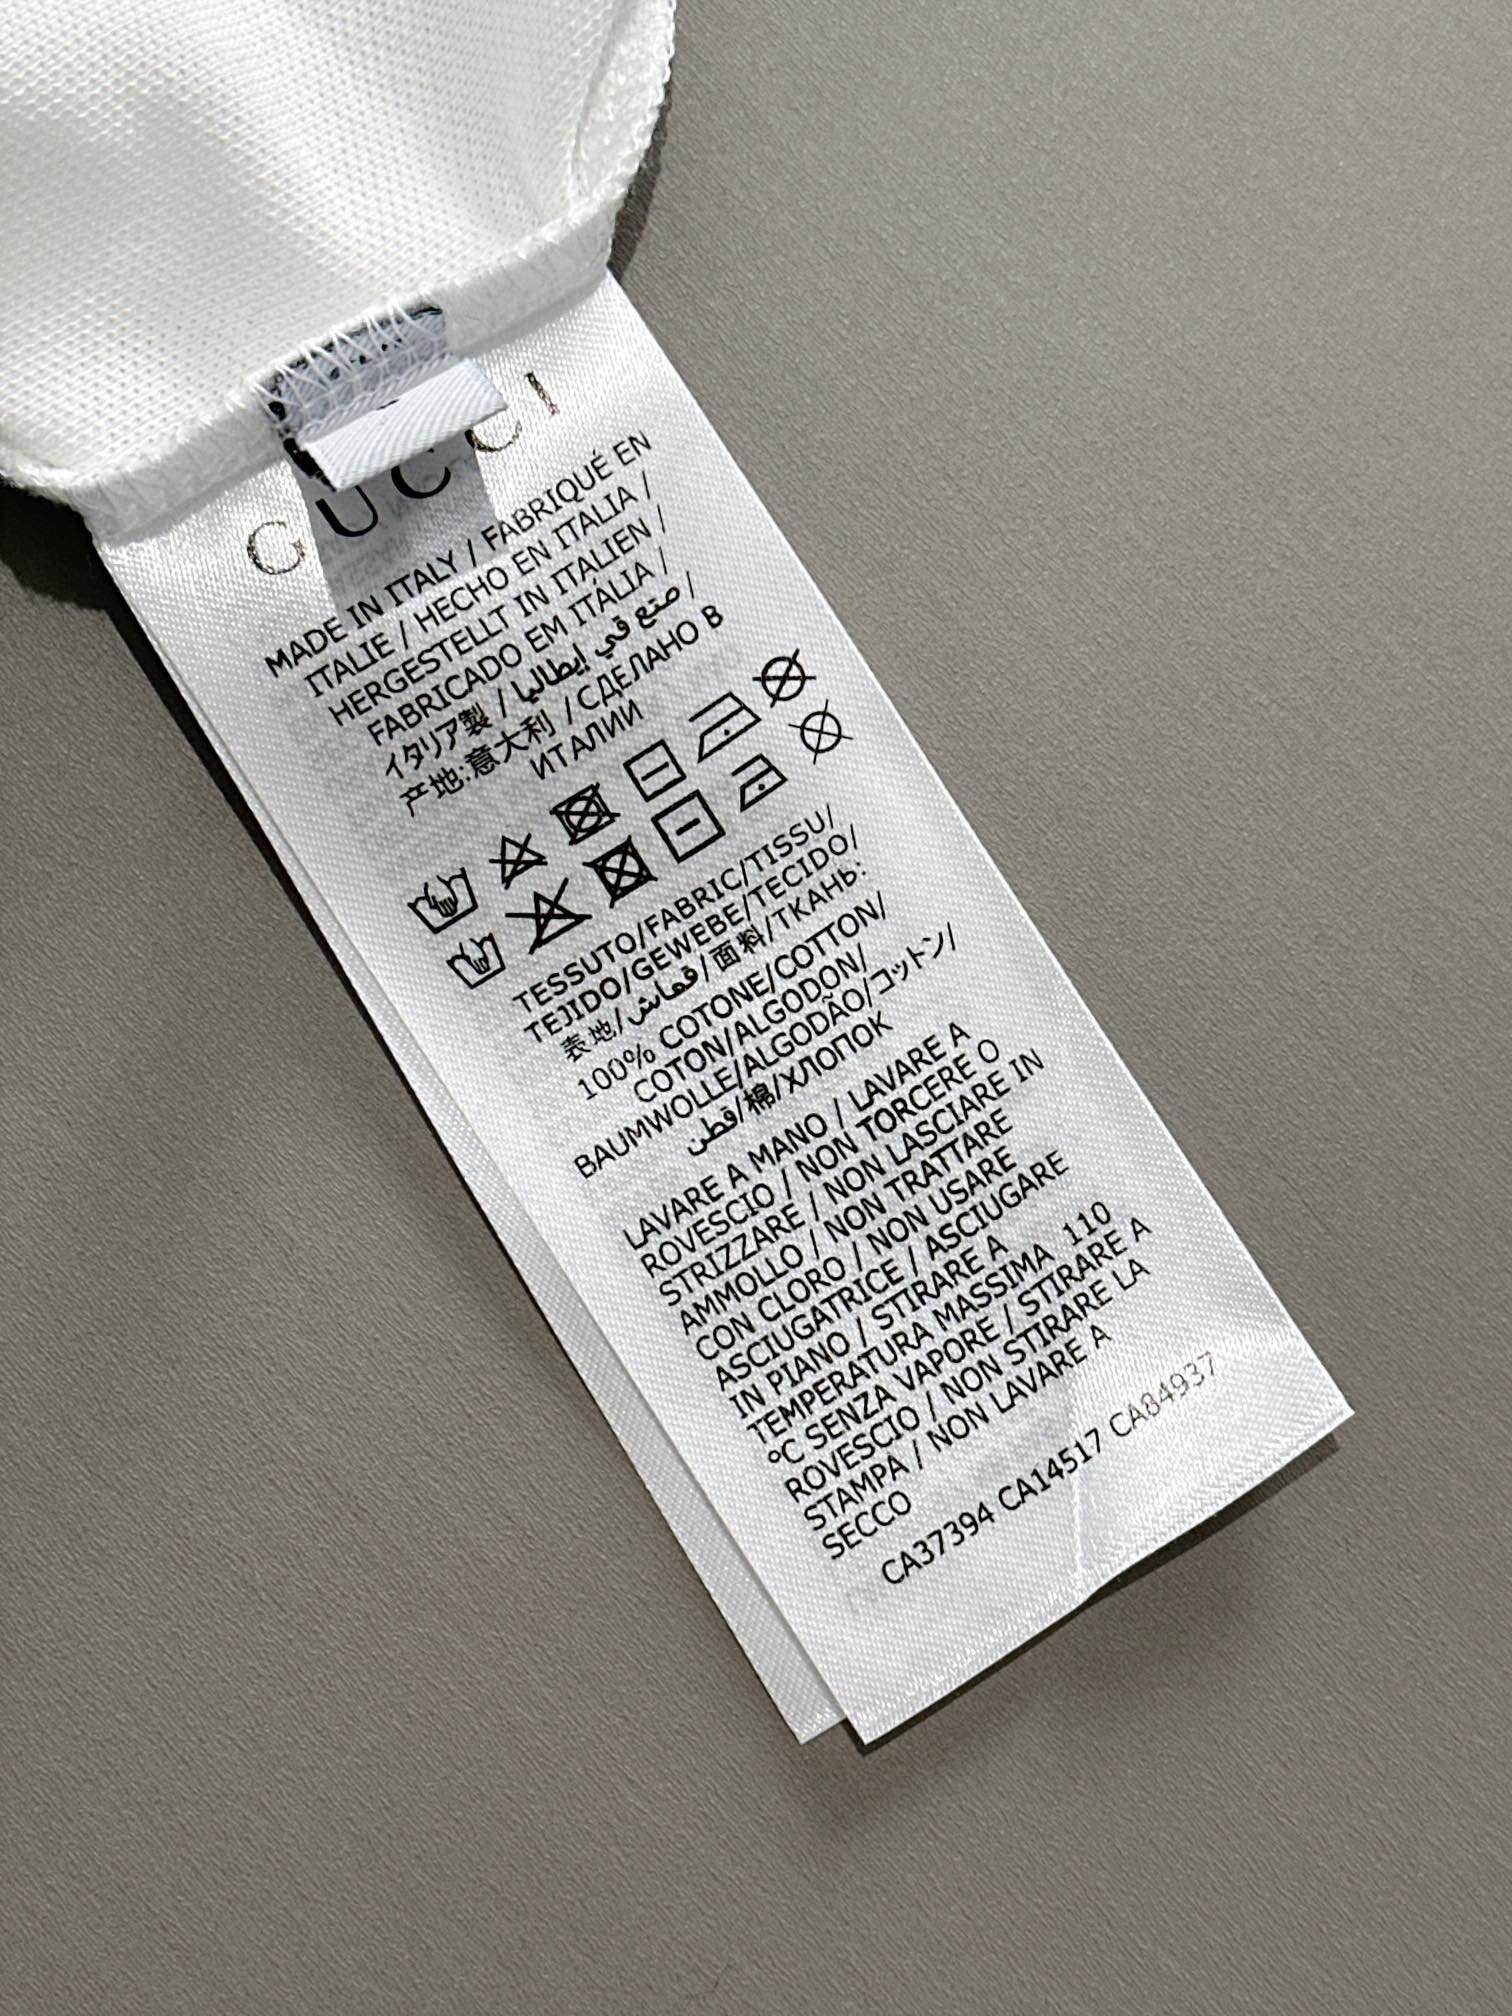 GUCCI
MADE IN ITALY / FABRIQUÉ EN
ITALIE / HECHO EN ITALIA /
HERGESTELLT IN ITALIEN /
FABRICADO EM ITÁLIA /
イタリア製 / صنع في إيطاليا /
产地:意大利 / СДЕЛАНО В
ИТАЛИИ
TESSUTO/FABRIC/TISSU/
TEJIDO/GEWEBE/TECIDO/
表地/قماش/面料/ТКАНЬ:
100% COTONE/COTTON/
COTON/ALGODON/
BAUMWOLLE/ALGODÃO/コットン/
قطن/棉/ХЛОПОК
LAVARE A MANO / LAVARE A
ROVESCIO / NON TORCERE O
STRIZZARE / NON LASCIARE IN
AMMOLLO / NON TRATTARE
CON CLORO / NON USARE
ASCIUGATRICE / ASCIUGARE
IN PIANO / STIRARE A
TEMPERATURA MASSIMA 110
°C SENZA VAPORE / STIRARE A
ROVESCIO / NON STIRARE LA
STAMPA / NON LAVARE A
SECCO
CA37394 CA14517 CA84937